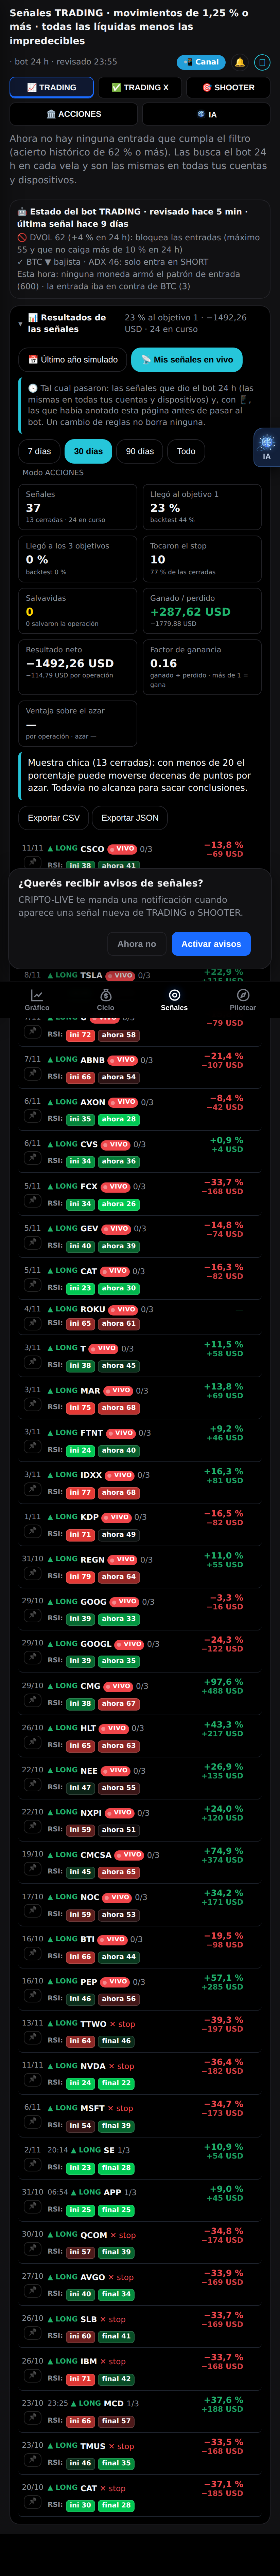 Señales TRADING · movimientos de 1,25 % o
más · todas las líquidas menos las
impredecibles
· bot 24 h · revisado 23:55
📲 Canal
🔔
📈 TRADING
✅ TRADING X
🎯 SHOOTER
🏛️ ACCIONES
IA
Ahora no hay ninguna entrada que cumpla el filtro
(acierto histórico de 62 % o más). Las busca el bot 24
h en cada vela y son las mismas en todas tus cuentas
y dispositivos.
🤖 Estado del bot TRADING · revisado hace 5 min ·
última señal hace 9 días
🚫 DVOL 62 (+4 % en 24 h): bloquea las entradas (máximo
55 y que no caiga más de 10 % en 24 h)
✓ BTC ▼ bajista · ADX 46: solo entra en SHORT
Esta hora: ninguna moneda armó el patrón de entrada
(600) · la entrada iba en contra de BTC (3)
▼ 📊 Resultados de
las señales
23 % al objetivo 1 · −1492,26
USD · 24 en curso
📅 Último año simulado
📡 Mis señales en vivo
🕒 Tal cual pasaron: las señales que dio el bot 24 h (las
mismas en todas tus cuentas y dispositivos) y, con 📱,
las que había anotado esta página antes de pasar al
bot. Un cambio de reglas no borra ninguna.
7 días
30 días
90 días
Todo
Modo ACCIONES
IA
Señales
37
13 cerradas · 24 en curso
Llegó al objetivo 1
23 %
backtest 44 %
Llegó a los 3 objetivos
0 %
backtest 0 %
Tocaron el stop
10
77 % de las cerradas
Salvavidas
0
0 salvaron la operación
Ganado / perdido
+287,62 USD
−1779,88 USD
Resultado neto
−1492,26 USD
−114,79 USD por operación
Factor de ganancia
0.16
ganado ÷ perdido · más de 1 =
gana
Ventaja sobre el azar
—
por operación · azar —
Muestra chica (13 cerradas): con menos de 20 el
porcentaje puede moverse decenas de puntos por
azar. Todavía no alcanza para sacar conclusiones.
Exportar CSV
Exportar JSON
11/11 ▲ LONG CSCO VIVO 0/3 −13,8 %
📌 RSI: ini 38 ahora 41 −69 USD
¿Querés recibir avisos de señales?
CRIPTO-LIVE te manda una notificación cuando
aparece una señal nueva de TRADING o SHOOTER.
Ahora no
Activar avisos
8/11 ▲ LONG TSLA VIVO 0/3 +22,9 %
Gráfico
Ciclo
Señales
Pilotear
📌 RSI: ini 72 ahora 58 −79 USD
7/11 ▲ LONG ABNB VIVO 0/3 −21,4 %
📌 RSI: ini 66 ahora 54 −107 USD
6/11 ▲ LONG AXON VIVO 0/3 −8,4 %
📌 RSI: ini 35 ahora 38 −42 USD
6/11 ▲ LONG CVS VIVO 0/3 +0,9 %
📌 RSI: ini 34 ahora 36 +4 USD
5/11 ▲ LONG FCX VIVO 0/3 −33,7 %
📌 RSI: ini 34 ahora 26 −168 USD
5/11 ▲ LONG GEV VIVO 0/3 −14,8 %
📌 RSI: ini 40 ahora 39 −74 USD
5/11 ▲ LONG CAT VIVO 0/3 −16,3 %
📌 RSI: ini 23 ahora 30 −82 USD
4/11 ▲ LONG ROKU VIVO 0/3 —
📌 RSI: ini 65 ahora 61
3/11 ▲ LONG T VIVO 0/3 +11,5 %
📌 RSI: ini 38 ahora 45 +58 USD
3/11 ▲ LONG MAR VIVO 0/3 +13,8 %
📌 RSI: ini 75 ahora 68 +69 USD
3/11 ▲ LONG FTNT VIVO 0/3 +9,2 %
📌 RSI: ini 24 ahora 40 +46 USD
3/11 ▲ LONG IDXX VIVO 0/3 +16,3 %
📌 RSI: ini 77 ahora 68 +81 USD
1/11 ▲ LONG KDP VIVO 0/3 −16,5 %
📌 RSI: ini 71 ahora 49 −82 USD
31/10 ▲ LONG REGN VIVO 0/3 +11,0 %
📌 RSI: ini 79 ahora 64 +55 USD
29/10 ▲ LONG GOOG VIVO 0/3 −3,3 %
📌 RSI: ini 39 ahora 33 −16 USD
29/10 ▲ LONG GOOGL VIVO 0/3 −24,3 %
📌 RSI: ini 39 ahora 35 −122 USD
29/10 ▲ LONG CMG VIVO 0/3 +97,6 %
📌 RSI: ini 38 ahora 67 +488 USD
26/10 ▲ LONG HLT VIVO 0/3 +43,3 %
📌 RSI: ini 65 ahora 63 +217 USD
22/10 ▲ LONG NEE VIVO 0/3 +26,9 %
📌 RSI: ini 47 ahora 55 +135 USD
22/10 ▲ LONG NXPI VIVO 0/3 +24,0 %
📌 RSI: ini 59 ahora 51 +120 USD
19/10 ▲ LONG CMCSA VIVO 0/3 +74,9 %
📌 RSI: ini 45 ahora 65 +374 USD
17/10 ▲ LONG NOC VIVO 0/3 +34,2 %
📌 RSI: ini 59 ahora 53 +171 USD
16/10 ▲ LONG BTI VIVO 0/3 −19,5 %
📌 RSI: ini 66 ahora 44 −98 USD
16/10 ▲ LONG PEP VIVO 0/3 +57,1 %
📌 RSI: ini 46 ahora 56 +285 USD
13/11 ▲ LONG TTWO ✕ stop −39,3 %
📌 RSI: ini 64 final 46 −197 USD
11/11 ▲ LONG NVDA ✕ stop −36,4 %
📌 RSI: ini 24 final 22 −182 USD
6/11 ▲ LONG MSFT ✕ stop −34,7 %
📌 RSI: ini 54 final 39 −173 USD
2/11 20:14 ▲ LONG SE 1/3 +10,9 %
📌 RSI: ini 23 final 28 +54 USD
31/10 06:54 ▲ LONG APP 1/3 +9,0 %
📌 RSI: ini 25 final 25 +45 USD
30/10 ▲ LONG QCOM ✕ stop −34,8 %
📌 RSI: ini 57 final 39 −174 USD
27/10 ▲ LONG AVGO ✕ stop −33,9 %
📌 RSI: ini 40 final 34 −169 USD
26/10 ▲ LONG SLB ✕ stop −33,7 %
📌 RSI: ini 60 final 41 −169 USD
26/10 ▲ LONG IBM ✕ stop −33,7 %
📌 RSI: ini 71 final 42 −168 USD
23/10 23:25 ▲ LONG MCD 1/3 +37,6 %
📌 RSI: ini 66 final 57 +188 USD
23/10 ▲ LONG TMUS ✕ stop −33,5 %
📌 RSI: ini 46 final 35 −168 USD
20/10 ▲ LONG CAT ✕ stop −37,1 %
📌 RSI: ini 30 final 28 −185 USD